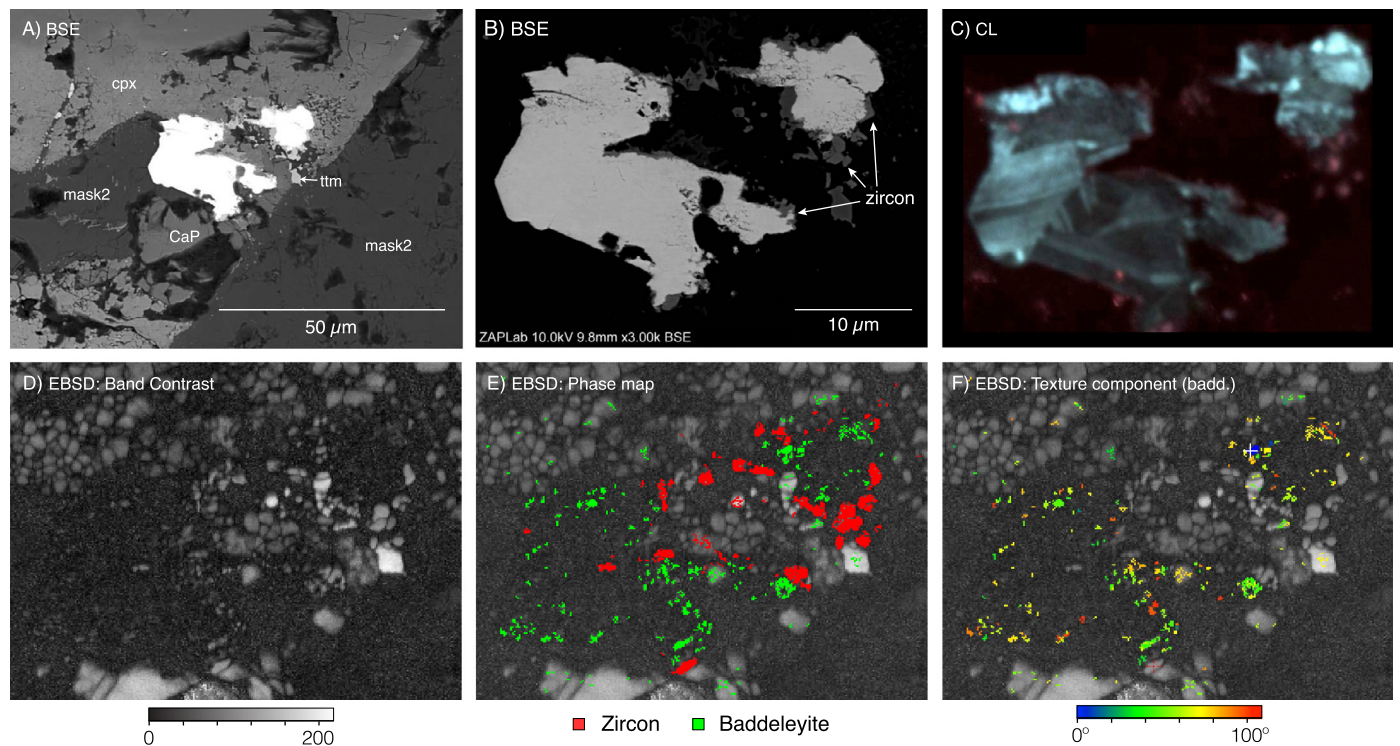 A) BSE
cpx
mask2
ttm
CaP
mask2
50 µm
B) BSE
zircon
10 µm
ZAPLab 10.0kV 9.8mm x3.00k BSE
C) CL
D) EBSD: Band Contrast
0
200
E) EBSD: Phase map
Zircon
Baddeleyite
F) EBSD: Texture component (badd.)
0°
100°